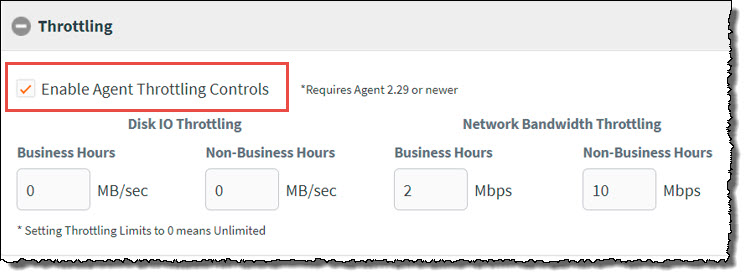 Throttling
Enable Agent Throttling Controls *Requires Agent 2.29 or newer
Disk IO Throttling Network Bandwidth Throttling
Business Hours Non-Business Hours Business Hours Non-Business Hours
0 MB/sec 0 MB/sec 2 Mbps 10 Mbps
* Setting Throttling Limits to 0 means Unlimited